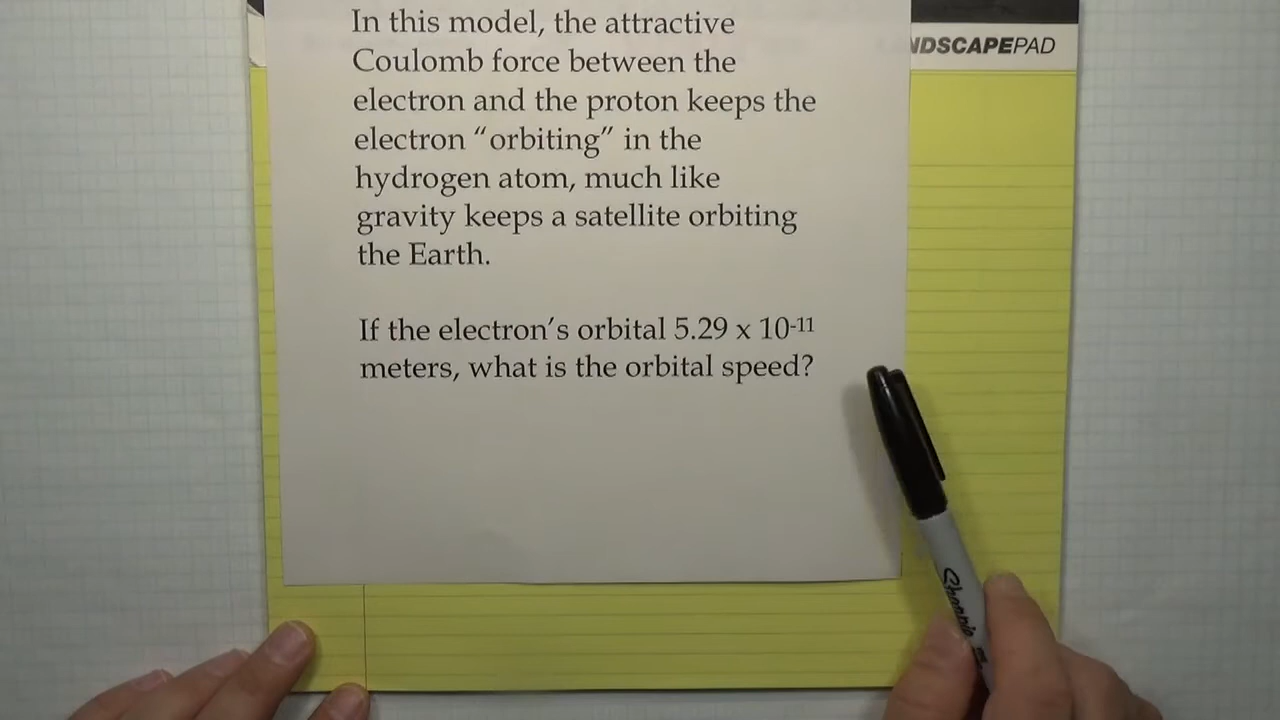 In this model, the attractive
Coulomb force between the
electron and the proton keeps the
electron “orbiting” in the
hydrogen atom, much like
gravity keeps a satellite orbiting
the Earth.
If the electron’s orbital 5.29 x 10⁻¹¹
meters, what is the orbital speed?
NDSCAPEPAD
Sharpie